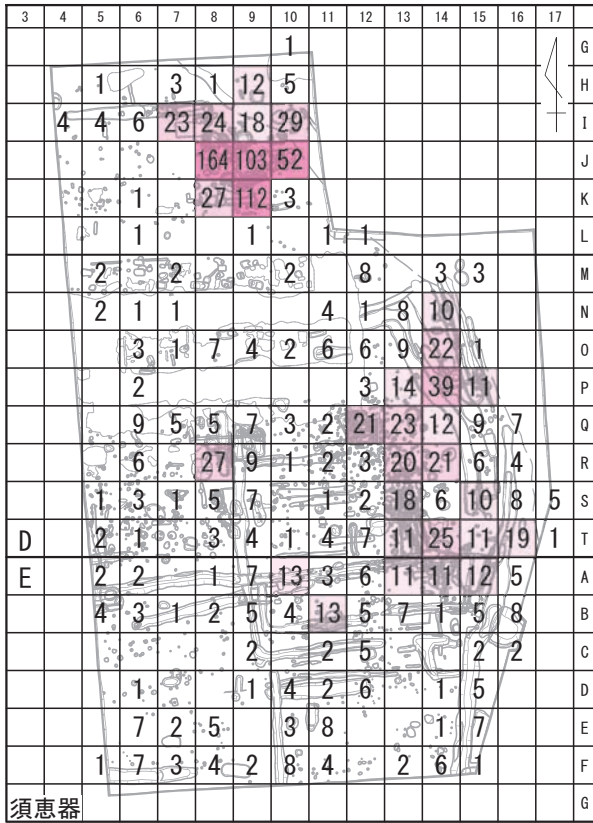 3 4 5 6 7 8 9 10 11 12 13 14 15 16 17
1 G
1 3 1 12 5 H
4 4 6 23 24 18 29 I
164 103 52 J
1 27 112 3 K
1 1 1 1 L
2 2 2 8 3 3 M
2 1 1 4 1 8 10 N
3 1 7 4 2 6 6 9 22 1 O
2 3 14 39 11 P
9 5 5 7 3 2 21 23 12 9 7 Q
6 27 9 1 2 3 20 21 6 4 R
1 3 1 5 7 1 2 18 6 10 8 5 S
D 2 1 3 4 1 4 7 11 25 11 19 1 T
E 2 2 1 7 13 3 6 11 11 12 5 A
4 3 1 2 5 4 13 5 7 1 5 8 B
2 2 5 2 2 C
1 1 4 2 6 1 5 D
7 2 5 3 8 1 7 E
1 7 3 4 2 8 4 2 6 1 F
須恵器 G